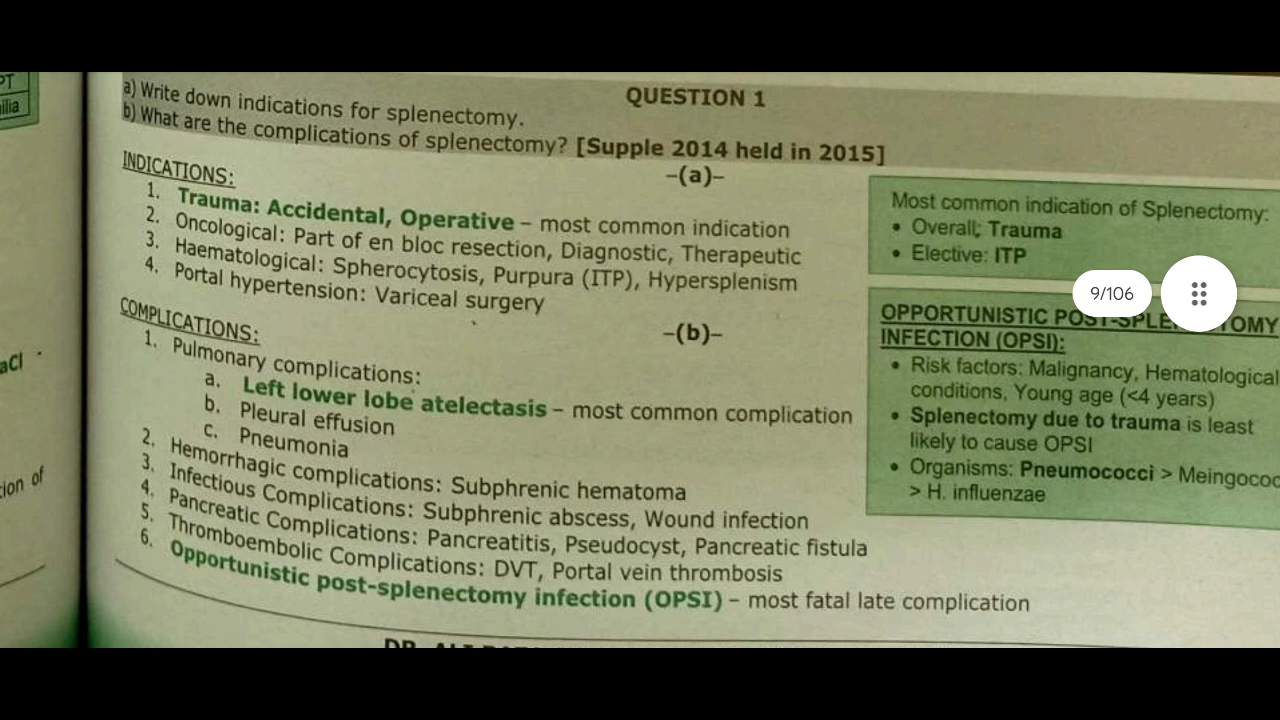 PT
ilia
aCl
tion of
QUESTION 1
a) Write down indications for splenectomy.
b) What are the complications of splenectomy? [Supple 2014 held in 2015]
–(a)–
INDICATIONS:
1. Trauma: Accidental, Operative – most common indication
2. Oncological: Part of en bloc resection, Diagnostic, Therapeutic
3. Haematological: Spherocytosis, Purpura (ITP), Hypersplenism
4. Portal hypertension: Variceal surgery
–(b)–
COMPLICATIONS:
1. Pulmonary complications:
a. Left lower lobe atelectasis – most common complication
b. Pleural effusion
c. Pneumonia
2. Hemorrhagic complications: Subphrenic hematoma
3. Infectious Complications: Subphrenic abscess, Wound infection
4. Pancreatic Complications: Pancreatitis, Pseudocyst, Pancreatic fistula
5. Thromboembolic Complications: DVT, Portal vein thrombosis
6. Opportunistic post-splenectomy infection (OPSI) – most fatal late complication
Most common indication of Splenectomy:
• Overall: Trauma
• Elective: ITP
9/106
OPPORTUNISTIC POST-SPLE TOMY
INFECTION (OPSI):
• Risk factors: Malignancy, Hematological
conditions, Young age (<4 years)
• Splenectomy due to trauma is least
likely to cause OPSI
• Organisms: Pneumococci > Meingococ
> H. influenzae
DR.